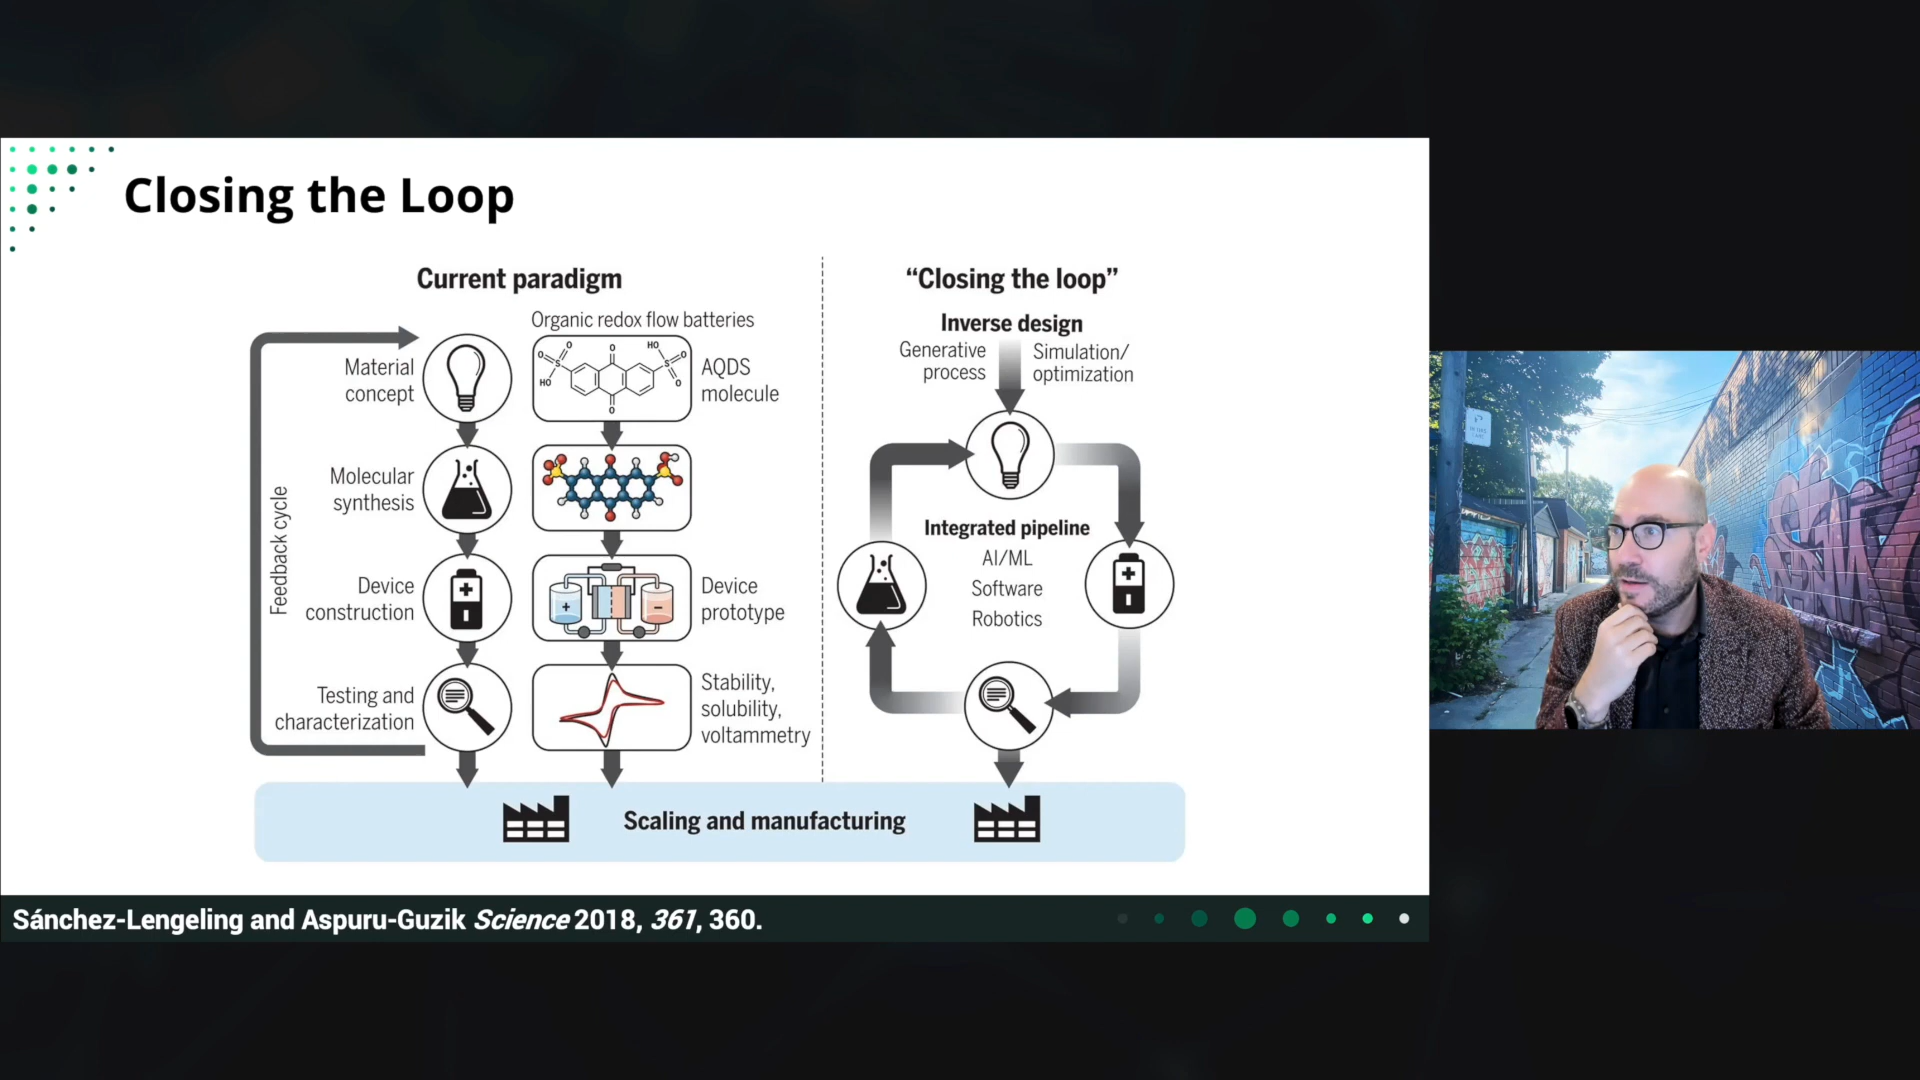 Closing the Loop
Current paradigm
Organic redox flow batteries
Material
concept
HO
O
O
S
O
O
HO
O
S
O
AQDS
molecule
Molecular
synthesis
Feedback cycle
Device
construction
Device
prototype
Testing and
characterization
Stability,
solubility,
voltammetry
“Closing the loop”
Inverse design
Generative
process
Simulation/
optimization
Integrated pipeline
AI/ML
Software
Robotics
Scaling and manufacturing
Sánchez-Lengeling and Aspuru-Guzik Science 2018, 361, 360.